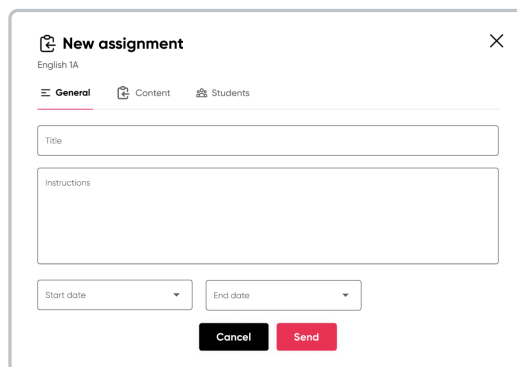 New assignment
English 1A
General Content Students
Title
Instructions
Start date End date
Cancel Send